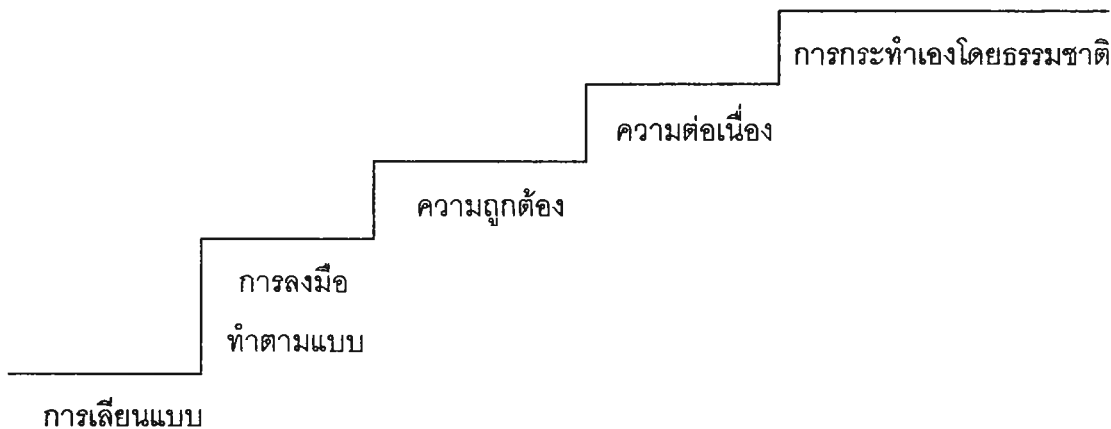 การกระทำเองโดยธรรมชาติ
ความต่อเนื่อง
ความถูกต้อง
การลงมือ
ทำตามแบบ
การเลียนแบบ